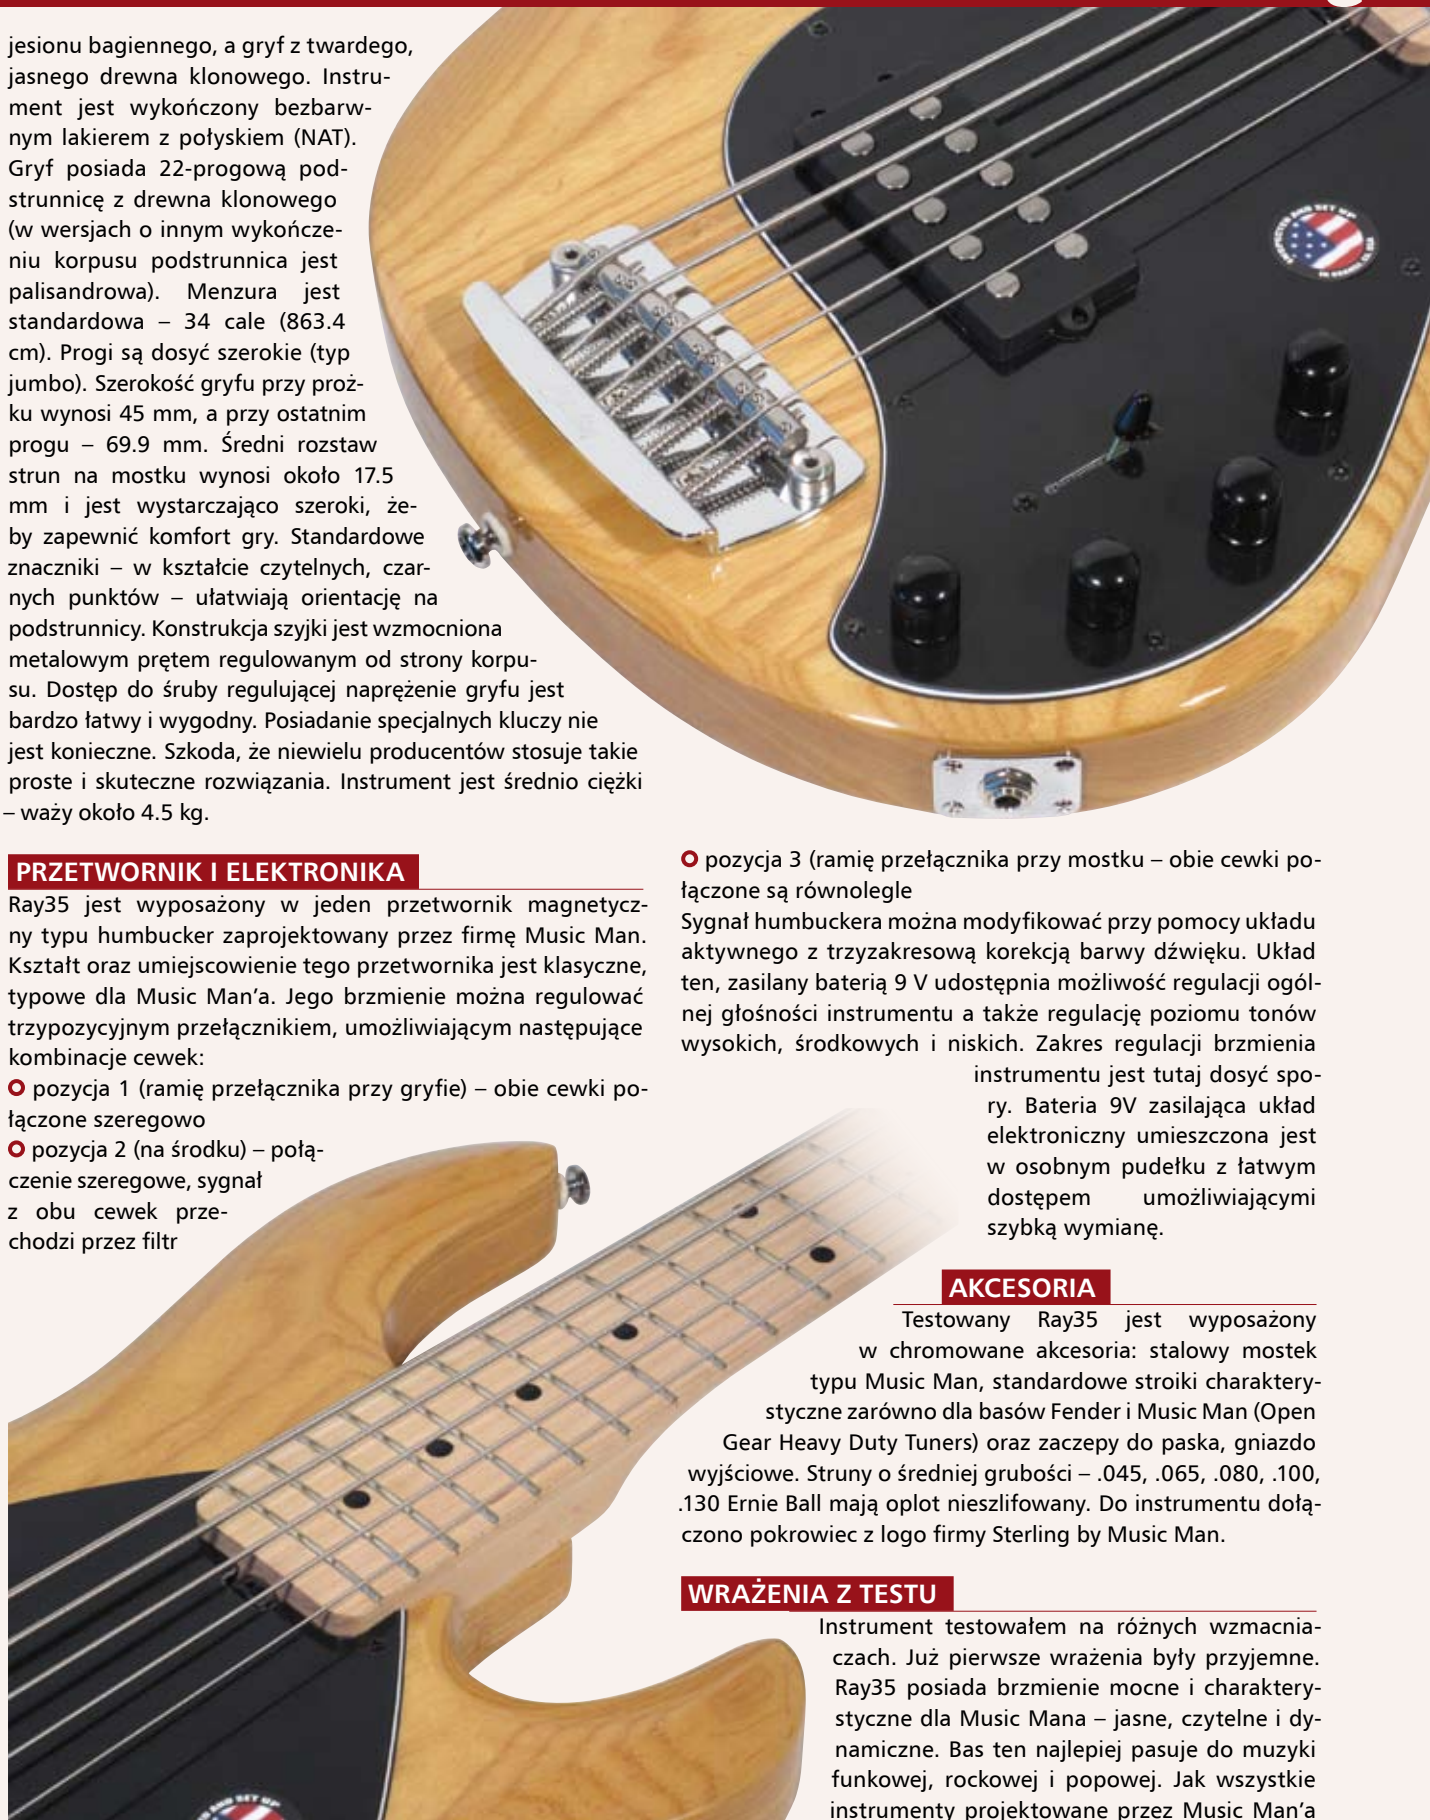 jesionu bagiennego, a gryf z twardego,
jasnego drewna klonowego. Instru-
ment jest wykończony bezbarw-
nym lakierem z połyskiem (NAT).
Gryf posiada 22-progową pod-
strunnicę z drewna klonowego
(w wersjach o innym wykończe-
niu korpusu podstrunnica jest
palisandrowa). Menzura jest
standardowa – 34 cale (863.4
cm). Progi są dosyć szerokie (typ
jumbo). Szerokość gryfu przy proż-
ku wynosi 45 mm, a przy ostatnim
progu – 69.9 mm. Średni rozstaw
strun na mostku wynosi około 17.5
mm i jest wystarczająco szeroki, że-
by zapewnić komfort gry. Standardowe
znaczniki – w kształcie czytelnych, czar-
nych punktów – ułatwiają orientację na
podstrunnicy. Konstrukcja szyjki jest wzmocniona
metalowym prętem regulowanym od strony korpu-
su. Dostęp do śruby regulującej naprężenie gryfu jest
bardzo łatwy i wygodny. Posiadanie specjalnych kluczy nie
jest konieczne. Szkoda, że niewielu producentów stosuje takie
proste i skuteczne rozwiązania. Instrument jest średnio ciężki
– waży około 4.5 kg.
PRZETWORNIK I ELEKTRONIKA
Ray35 jest wyposażony w jeden przetwornik magnetycz-
ny typu humbucker zaprojektowany przez firmę Music Man.
Kształt oraz umiejscowienie tego przetwornika jest klasyczne,
typowe dla Music Man’a. Jego brzmienie można regulować
trzypozycyjnym przełącznikiem, umożliwiającym następujące
kombinacje cewek:
pozycja 1 (ramię przełącznika przy gryfie) – obie cewki po-
łączone szeregowo
pozycja 2 (na środku) – połą-
czenie szeregowe, sygnał
z obu cewek prze-
chodzi przez filtr
pozycja 3 (ramię przełącznika przy mostku – obie cewki po-
łączone są równolegle
Sygnał humbuckera można modyfikować przy pomocy układu
aktywnego z trzyzakresową korekcją barwy dźwięku. Układ
ten, zasilany baterią 9 V udostępnia możliwość regulacji ogól-
nej głośności instrumentu a także regulację poziomu tonów
wysokich, środkowych i niskich. Zakres regulacji brzmienia
instrumentu jest tutaj dosyć spo-
ry. Bateria 9V zasilająca układ
elektroniczny umieszczona jest
w osobnym pudełku z łatwym
dostępem umożliwiającymi
szybką wymianę.
AKCESORIA
Testowany Ray35 jest wyposażony
w chromowane akcesoria: stalowy mostek
typu Music Man, standardowe stroiki charaktery-
styczne zarówno dla basów Fender i Music Man (Open
Gear Heavy Duty Tuners) oraz zaczepy do paska, gniazdo
wyjściowe. Struny o średniej grubości – .045, .065, .080, .100,
.130 Ernie Ball mają oplot nieszlifowany. Do instrumentu dołą-
czono pokrowiec z logo firmy Sterling by Music Man.
WRAŻENIA Z TESTU
Instrument testowałem na różnych wzmacnia-
czach. Już pierwsze wrażenia były przyjemne.
Ray35 posiada brzmienie mocne i charaktery-
styczne dla Music Mana – jasne, czytelne i dy-
namiczne. Bas ten najlepiej pasuje do muzyki
funkowej, rockowej i popowej. Jak wszystkie
instrumenty projektowane przez Music Man’a